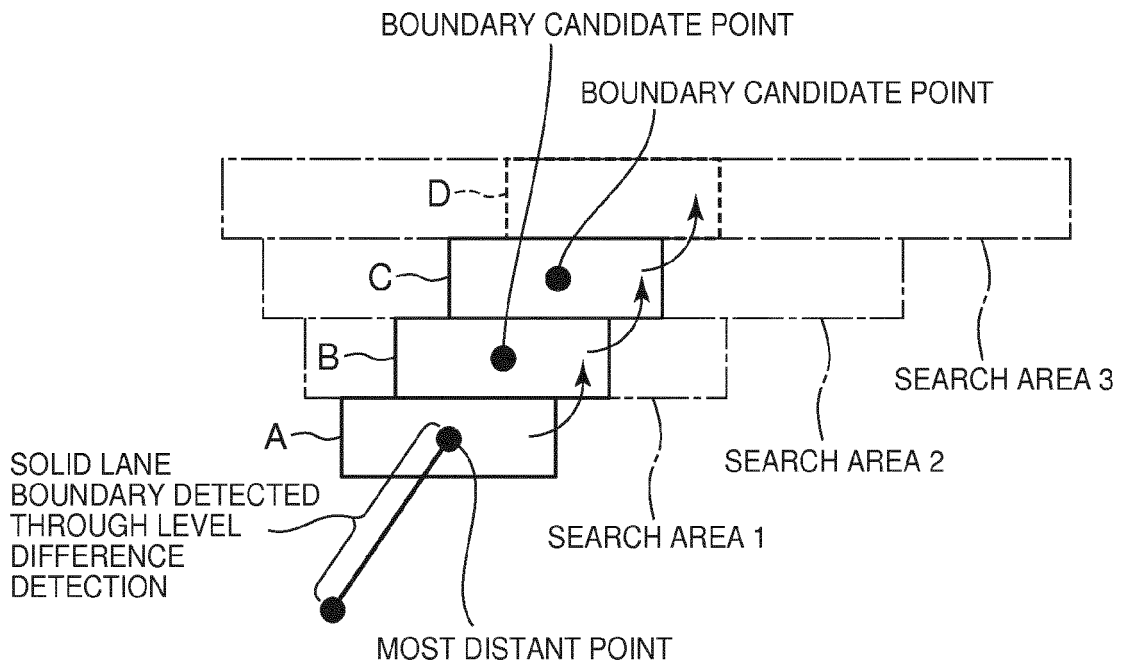 BOUNDARY CANDIDATE POINT
BOUNDARY CANDIDATE POINT
D
C
B
SEARCH AREA 3
A
SOLID LANE
BOUNDARY DETECTED
THROUGH LEVEL
DIFFERENCE
DETECTION
SEARCH AREA 2
SEARCH AREA 1
MOST DISTANT POINT